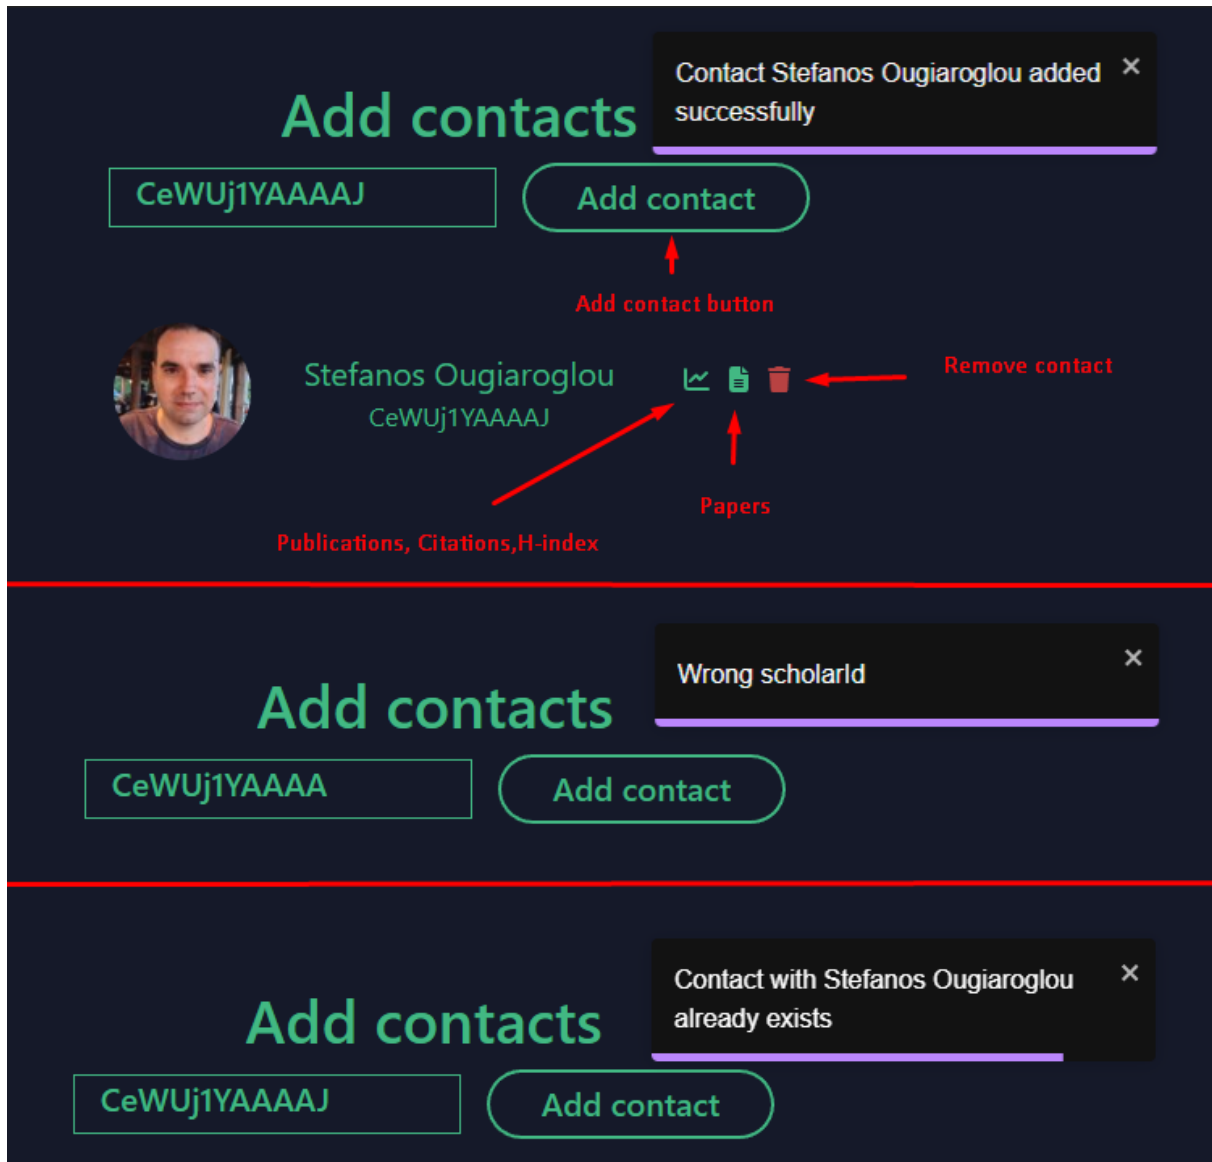 Contact Stefanos Ougiaroglou added
successfully
×
Add contacts
CeWUj1YAAAAJ
Add contact
Add contact button
Stefanos Ougiaroglou
CeWUj1YAAAAJ
Remove contact
Papers
Publications, Citations,H-index
Wrong scholarId
×
Add contacts
CeWUj1YAAAA
Add contact
Contact with Stefanos Ougiaroglou
already exists
×
Add contacts
CeWUj1YAAAAJ
Add contact